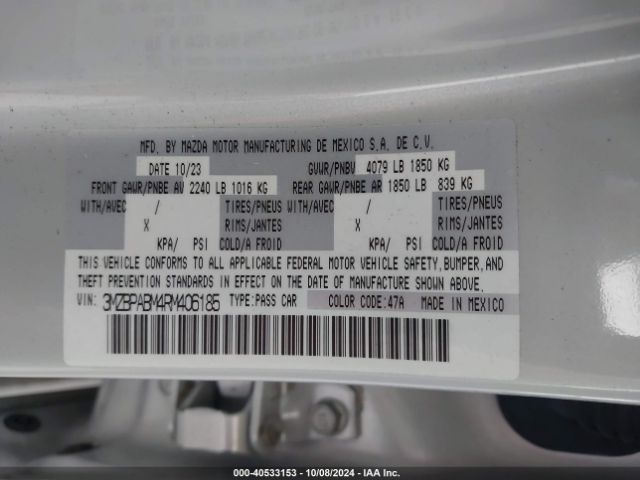 MFD. BY MAZDA MOTOR MANUFACTURING DE MEXICO S.A. DE C.V.
DATE 10/23 GVWR/PNBV 4079 LB 1850 KG
FRONT GAWR/PNBE AV 2240 LB 1016 KG REAR GAWR/PNBE AR 1850 LB 839 KG
WITH/AVEC / TIRES/PNEUS WITH/AVEC / TIRES/PNEUS
X RIMS/JANTES X RIMS/JANTES
KPA/ PSI COLD/A FROID KPA/ PSI COLD/A FROID
THIS VEHICLE CONFORMS TO ALL APPLICABLE FEDERAL MOTOR VEHICLE SAFETY, BUMPER, AND
THEFT PREVENTION STANDARDS IN EFFECT ON THE DATE OF MANUFACTURE SHOWN ABOVE.
VIN: 3MZBPABM4RM406185 TYPE:PASS CAR COLOR CODE:47A MADE IN MEXICO
000-40533153 - 10/08/2024 - IAA Inc.